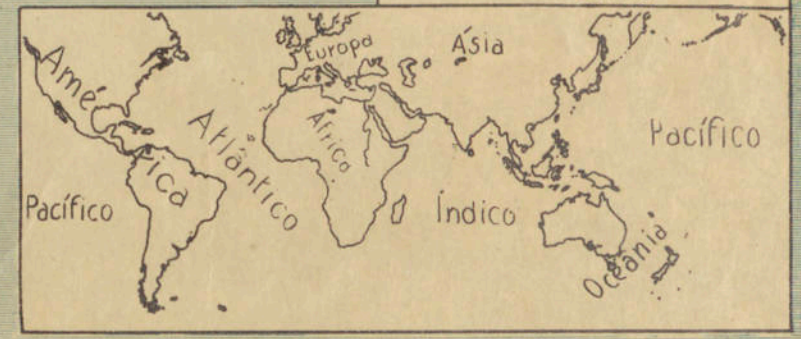 América
Europa
Ásia
Atlântico
África
Pacífico
Pacífico
Índico
Oceânia